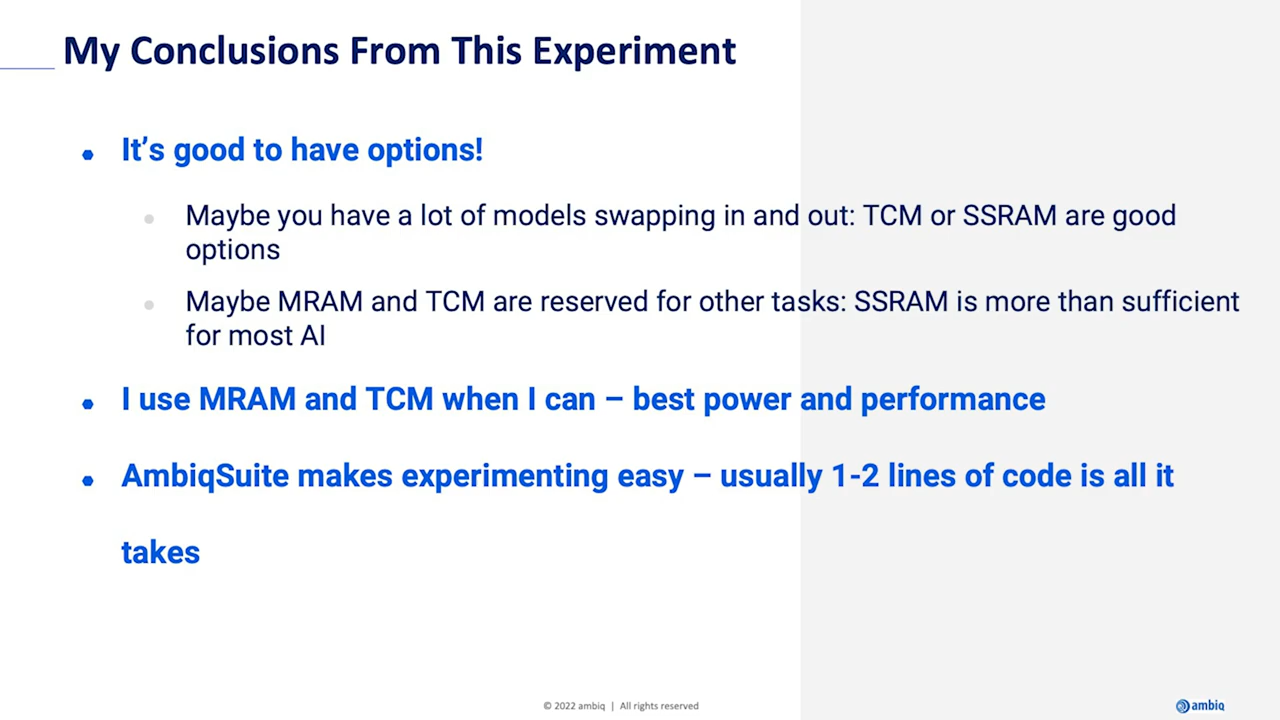 My Conclusions From This Experiment
It’s good to have options!
Maybe you have a lot of models swapping in and out: TCM or SSRAM are good
options
Maybe MRAM and TCM are reserved for other tasks: SSRAM is more than sufficient
for most AI
I use MRAM and TCM when I can – best power and performance
AmbiqSuite makes experimenting easy – usually 1-2 lines of code is all it
takes
© 2022 ambiq | All rights reserved
ambiq